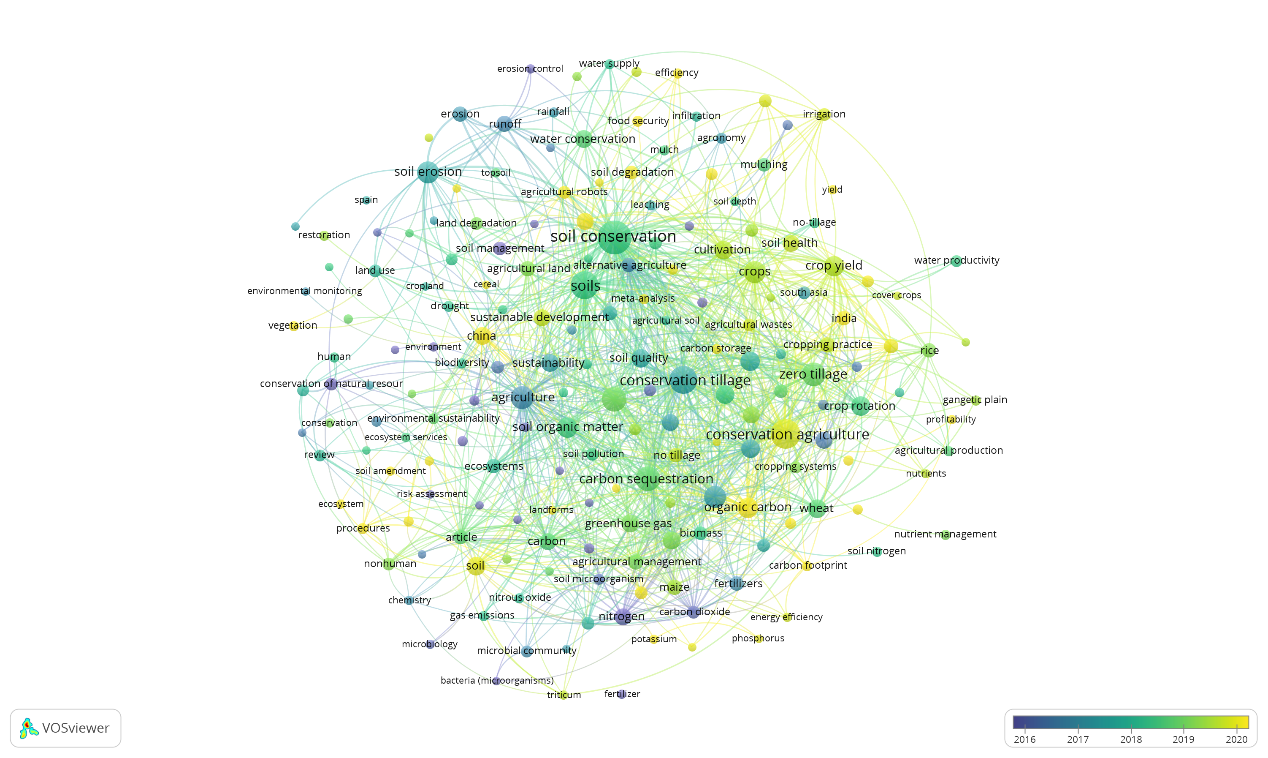 water supply
erosion control
efficiency
erosion
rainfall
infiltration
irrigation
runoff
food security
water conservation
agronomy
mulch
mulching
soil erosion
topsoil
soil degradation
agricultural robots
yield
spain
leaching
soil depth
land degradation
no-tillage
restoration
soil conservation
soil management
cultivation
soil health
water productivity
land use
agricultural land
alternative agriculture
crops
crop yield
environmental monitoring
cropland
cereal
soils
south asia
cover crops
drought
meta-analysis
vegetation
sustainable development
agricultural soil
agricultural wastes
india
china
environment
carbon storage
cropping practice
rice
human
biodiversity
sustainability
soil quality
conservation of natural resour
conservation tillage
zero tillage
agriculture
crop rotation
gangetic plain
conservation
environmental sustainability
profitability
soil organic matter
conservation agriculture
ecosystem services
review
soil pollution
no tillage
agricultural production
soil amendment
ecosystems
cropping systems
nutrients
carbon sequestration
risk assessment
ecosystem
landforms
organic carbon
wheat
procedures
greenhouse gas
article
carbon
biomass
nutrient management
soil nitrogen
nonhuman
soil
agricultural management
carbon footprint
soil microorganism
maize
fertilizers
chemistry
nitrous oxide
gas emissions
nitrogen
carbon dioxide
energy efficiency
microbiology
potassium
phosphorus
microbial community
bacteria (microorganisms)
triticum
fertilizer
VOSviewer
2016 2017 2018 2019 2020